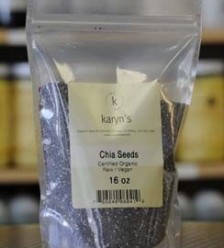 k
karyn's
Chia Seeds
Certified Organic
Raw / Vegan
16 oz